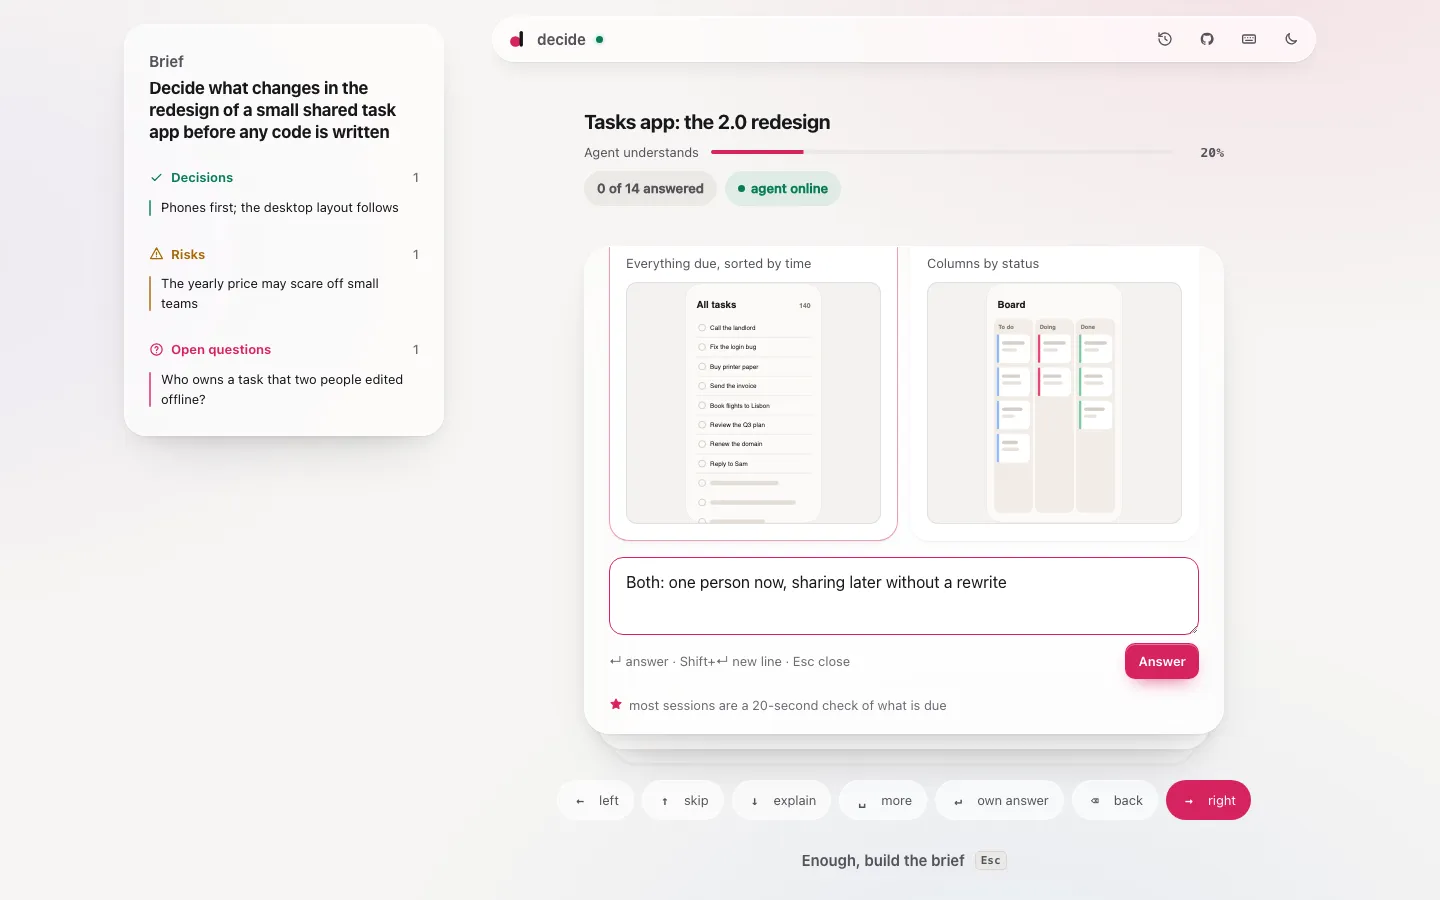 Brief
Decide what changes in the
redesign of a small shared task
app before any code is written
Decisions 1
Phones first; the desktop layout follows
Risks 1
The yearly price may scare off small
teams
Open questions 1
Who owns a task that two people edited
offline?
decide
Tasks app: the 2.0 redesign
Agent understands 20%
0 of 14 answered agent online
Everything due, sorted by time
All tasks 140
Call the landlord
Fix the login bug
Buy printer paper
Send the invoice
Book flights to Lisbon
Review the Q3 plan
Renew the domain
Reply to Sam
Columns by status
Board
To do Doing Done
Both: one person now, sharing later without a rewrite
↵ answer · Shift+↵ new line · Esc close
Answer
★ most sessions are a 20-second check of what is due
← left ↑ skip ↓ explain ␣ more ↵ own answer ⌫ back → right
Enough, build the brief Esc